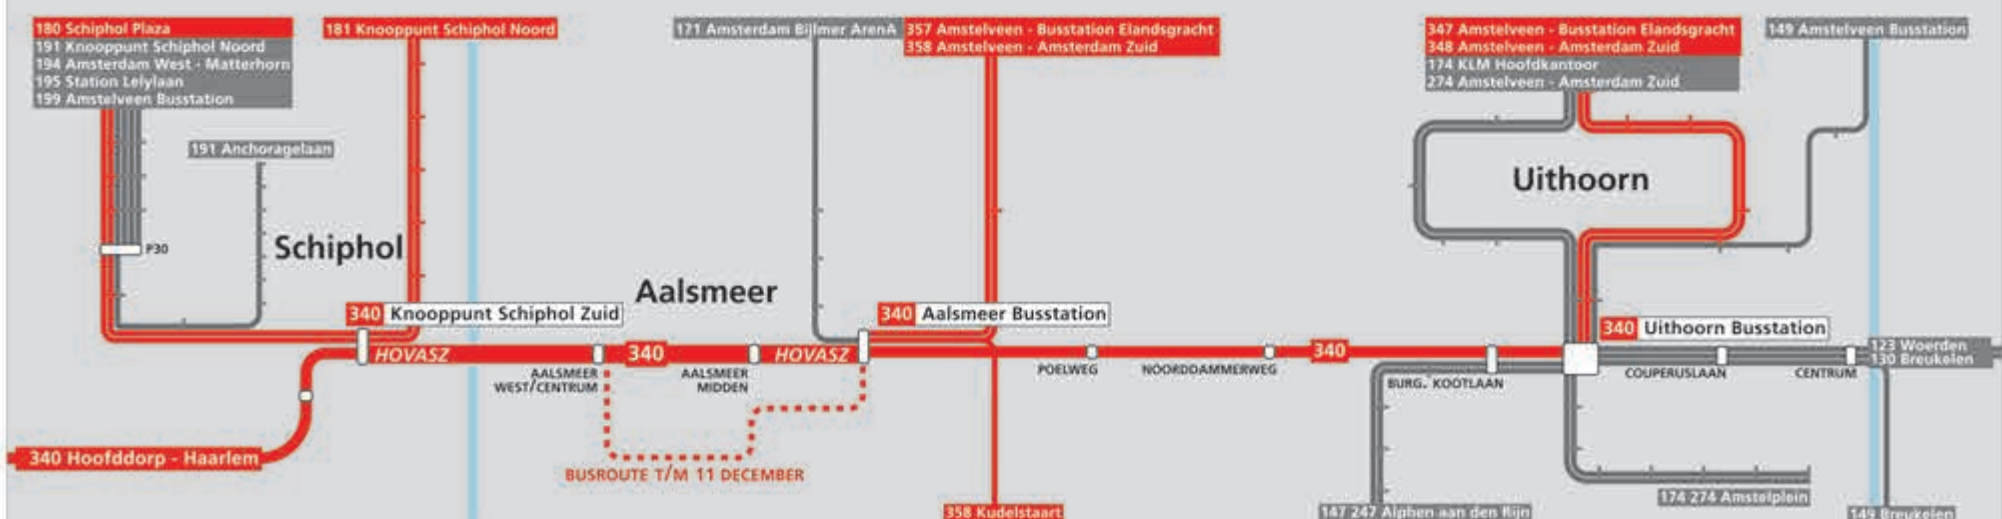 180 Schiphol Plaza
191 Knooppunt Schiphol Noord
194 Amsterdam West - Matterhorn
195 Station Lelylaan
199 Amstelveen Busstation
181 Knooppunt Schiphol Noord
171 Amsterdam Bijlmer ArenA
357 Amstelveen - Busstation Elandsgracht
358 Amstelveen - Amsterdam Zuid
347 Amstelveen - Busstation Elandsgracht
348 Amstelveen - Amsterdam Zuid
174 KLM Hoofdkantoor
274 Amstelveen - Amsterdam Zuid
149 Amstelveen Busstation
191 Anchoragelaan
P30
Schiphol
Aalsmeer
Uithoorn
340 Knooppunt Schiphol Zuid
340 Aalsmeer Busstation
340 Uithoorn Busstation
HOVASZ
340
HOVASZ
340
123 Woerden
130 Breukelen
AALSMEER
WEST/CENTRUM
AALSMEER
MIDDEN
POELWEG
NOORDDAMMERWEG
BURG. KOOTLAAN
COUPERUSLAAN
CENTRUM
340 Hoofddorp - Haarlem
BUSROUTE T/M 11 DECEMBER
358 Kudelstaart
147 247 Alphen aan den Rijn
174 274 Amstelplein
149 Breukelen